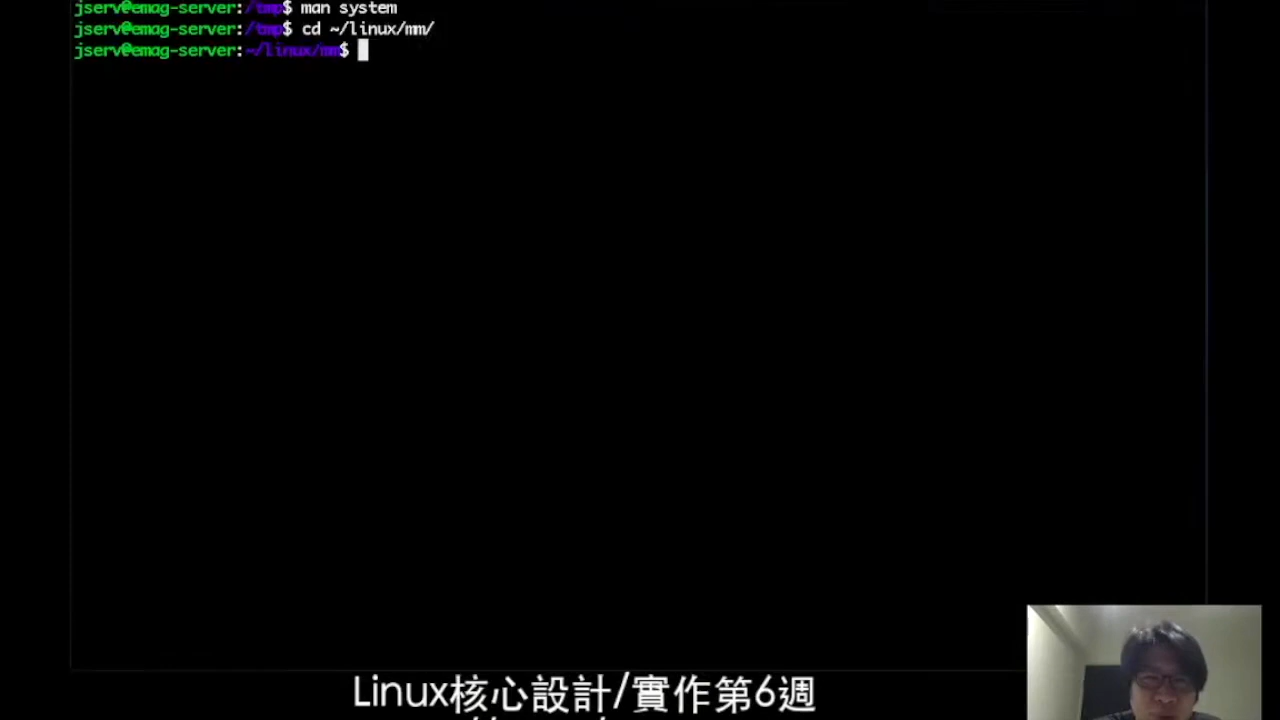 jserv@emag-server:/tmp$ man system
jserv@emag-server:/tmp$ cd ~/linux/mm/
jserv@emag-server:~/linux/mm$
Linux核心設計/實作第6週